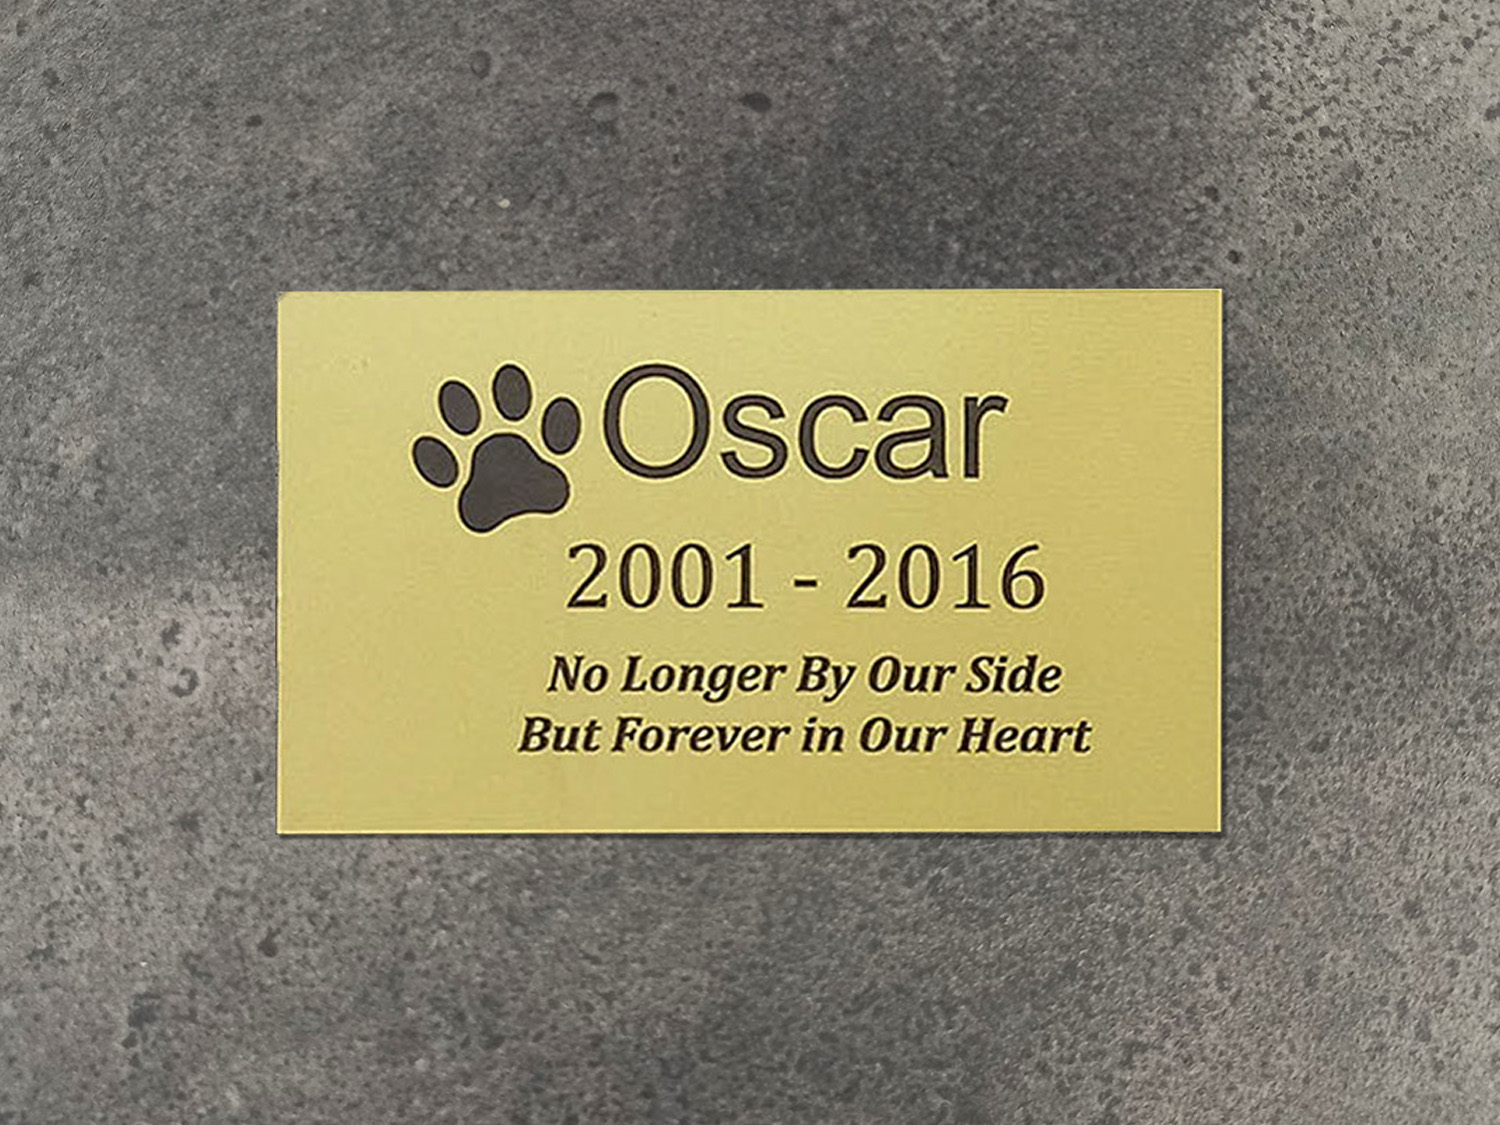 Oscar
2001 - 2016
No Longer By Our Side
But Forever in Our Heart